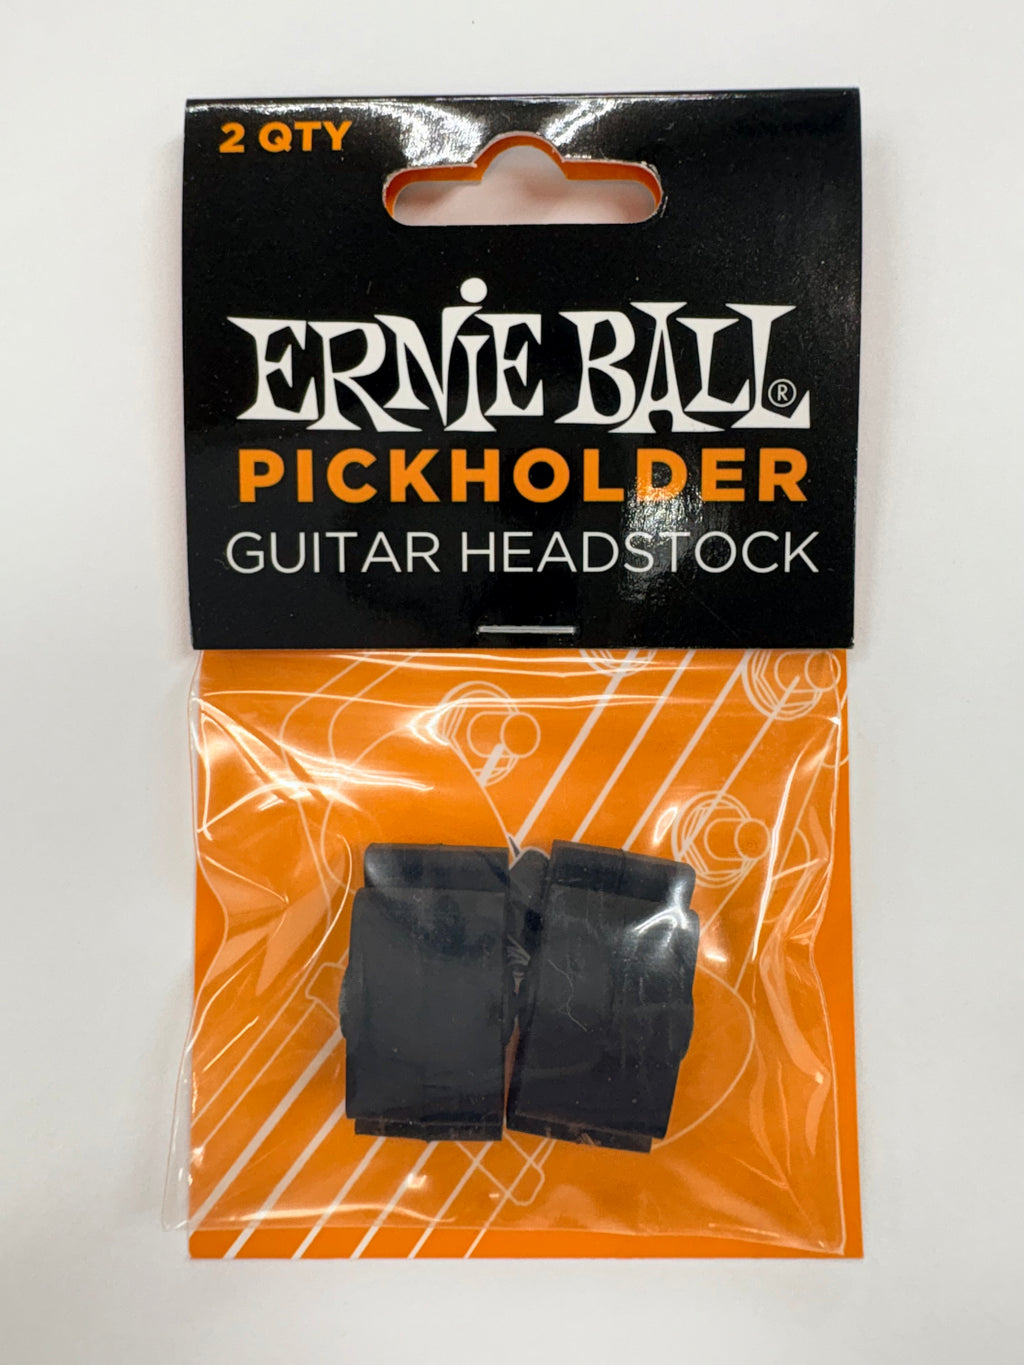 2 QTY
ERNiE BALL®
PICKHOLDER
GUITAR HEADSTOCK